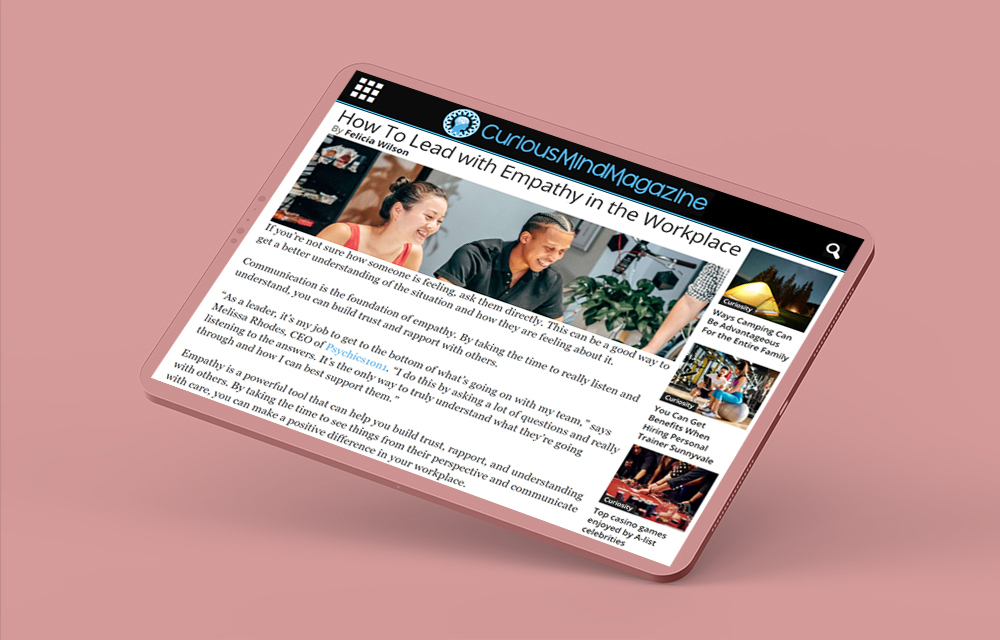 CuriousMindMagazine
How To Lead with Empathy in the Workplace
By Felicia Wilson
If you're not sure how someone is feeling, ask them directly. This can be a good way to
get a better understanding of the situation and how they are feeling about it.
Communication is the foundation of empathy. By taking the time to really listen and
understand, you can build trust and rapport with others.
“As a leader, it's my job to get to the bottom of what's going on with my team,” says
Melissa Rhodes, CEO of Psychics1on1. “I do this by asking a lot of questions and really
listening to the answers. It's the only way to truly understand what they're going
through and how I can best support them. ”
Empathy is a powerful tool that can help you build trust, rapport, and understanding
with others. By taking the time to see things from their perspective and communicate
with care, you can make a positive difference in your workplace.
Curiosity
Ways Camping Can
Be Advantageous
For the Entire Family
Curiosity
You Can Get
Benefits When
Hiring Personal
Trainer Sunnyvale
Curiosity
Top casino games
enjoyed by A-list
celebrities